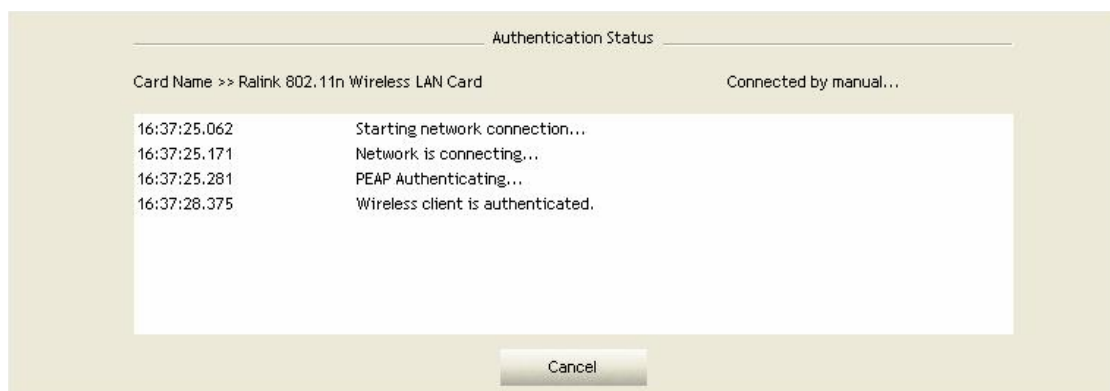 Authentication Status
Card Name >> Ralink 802.11n Wireless LAN Card Connected by manual...
16:37:25.062 Starting network connection...
16:37:25.171 Network is connecting...
16:37:25.281 PEAP Authenticating...
16:37:28.375 Wireless client is authenticated.
Cancel